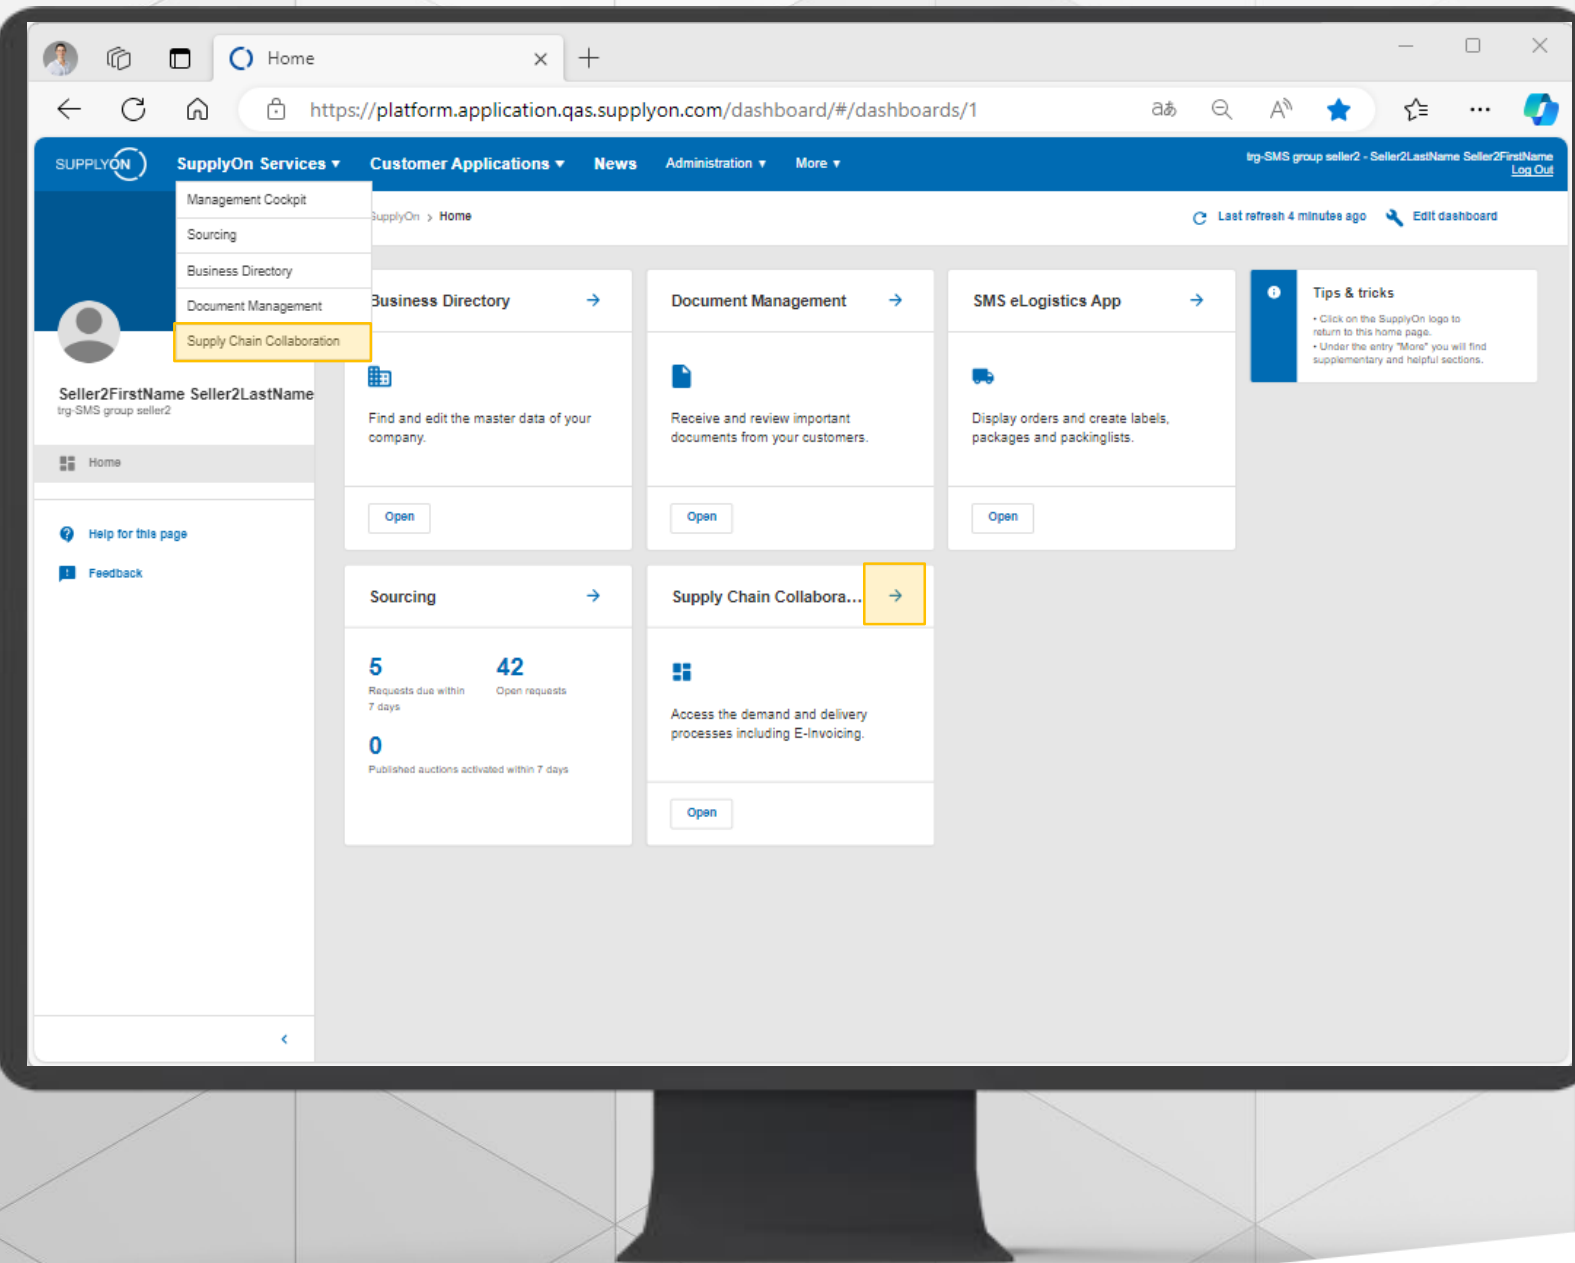 Home
https://platform.application.qas.supplyon.com/dashboard/#/dashboards/1
SUPPLYON
SupplyOn Services
Customer Applications
News
Administration
More
trg-SMS group seller2 - Seller2LastName Seller2FirstName
Log Out
Management Cockpit
Sourcing
Business Directory
Document Management
Supply Chain Collaboration
SupplyOn > Home
Last refresh 4 minutes ago
Edit dashboard
Seller2FirstName Seller2LastName
trg-SMS group seller2
Home
Help for this page
Feedback
Business Directory
Find and edit the master data of your
company.
Open
Document Management
Receive and review important
documents from your customers.
Open
SMS eLogistics App
Display orders and create labels,
packages and packinglists.
Open
Tips & tricks
• Click on the SupplyOn logo to
return to this home page.
• Under the entry "More" you will find
supplementary and helpful sections.
Sourcing
5
Requests due within
7 days
42
Open requests
0
Published auctions activated within 7 days
Supply Chain Collabora...
Access the demand and delivery
processes including E-Invoicing.
Open